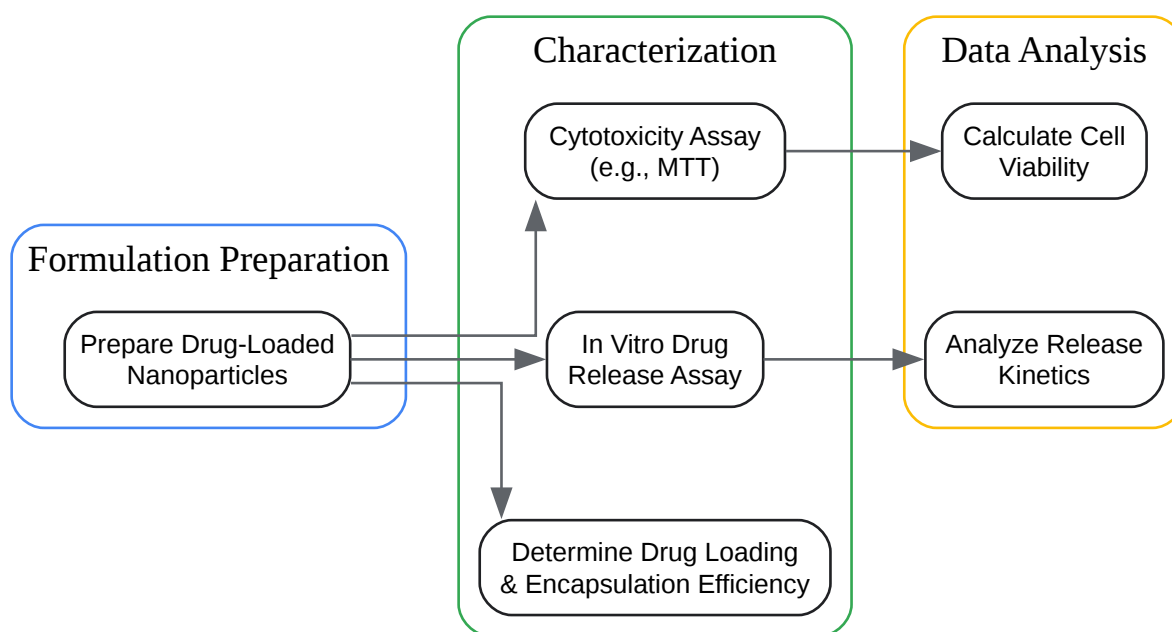 Formulation Preparation
Prepare Drug-Loaded
Nanoparticles
Characterization
Cytotoxicity Assay
(e.g., MTT)
In Vitro Drug
Release Assay
Determine Drug Loading
& Encapsulation Efficiency
Data Analysis
Calculate Cell
Viability
Analyze Release
Kinetics